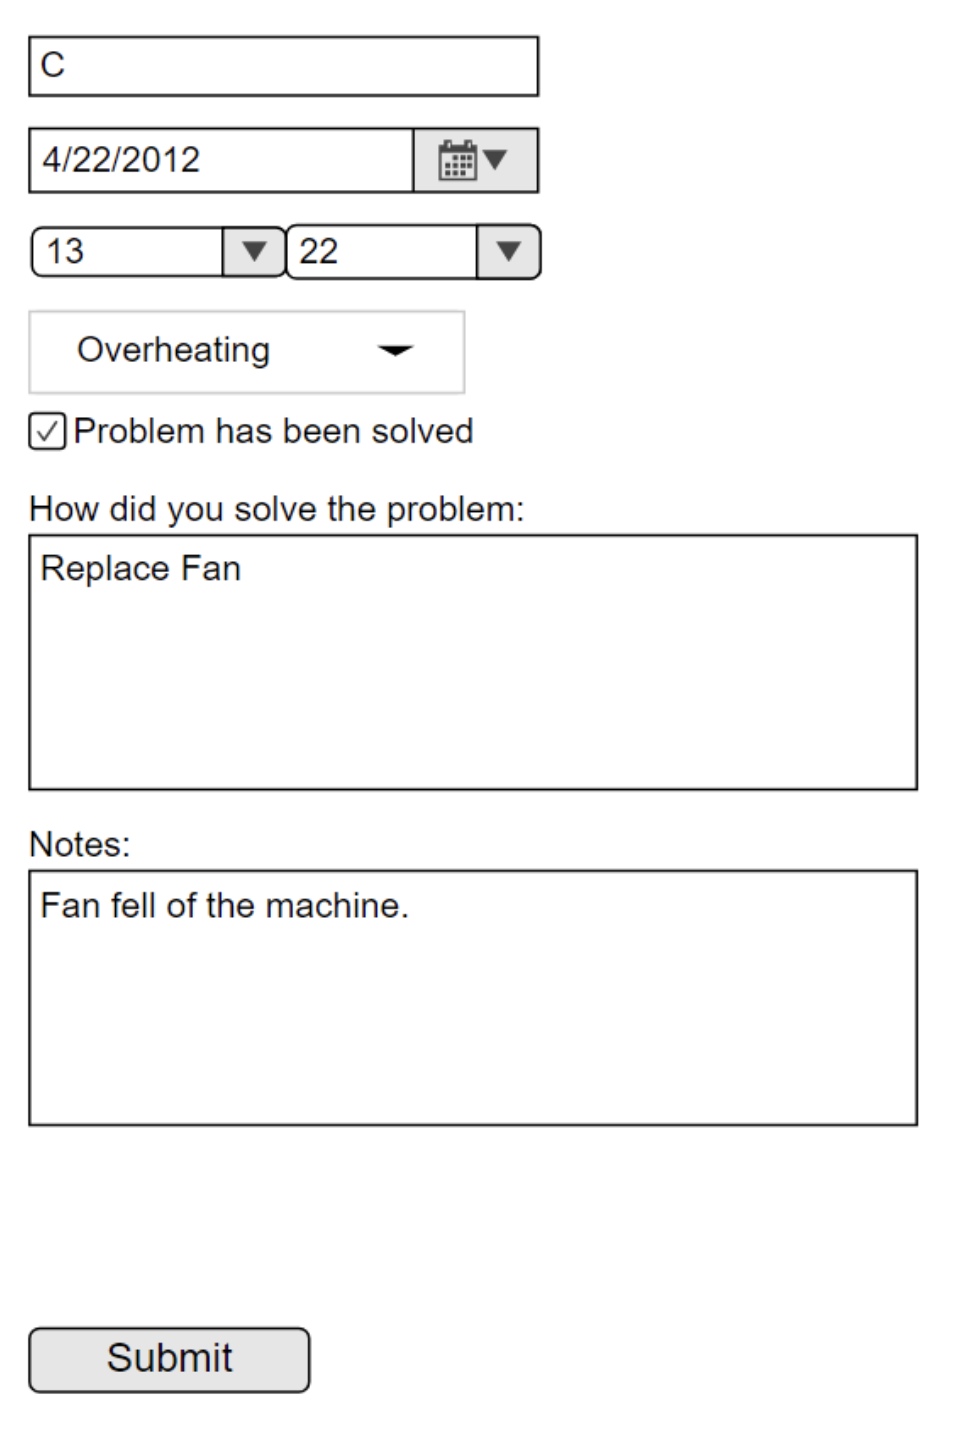 C
4/22/2012
13 22
Overheating
Problem has been solved
How did you solve the problem:
Replace Fan
Notes:
Fan fell of the machine.
Submit